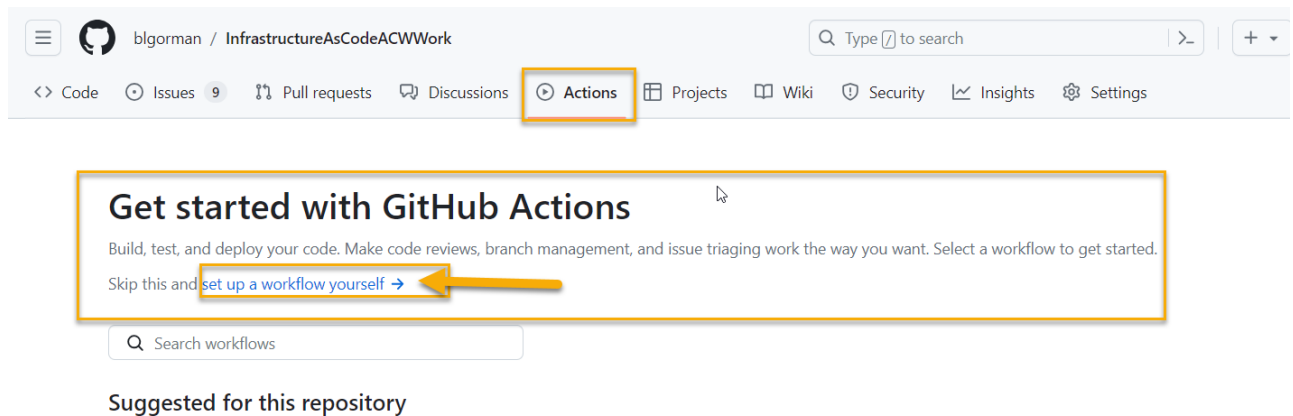 blgorman / InfrastructureAsCodeACWWork
Type / to search
<> Code Issues 9 Pull requests Discussions Actions Projects Wiki Security Insights Settings
Get started with GitHub Actions
Build, test, and deploy your code. Make code reviews, branch management, and issue triaging work the way you want. Select a workflow to get started.
Skip this and set up a workflow yourself →
Search workflows
Suggested for this repository